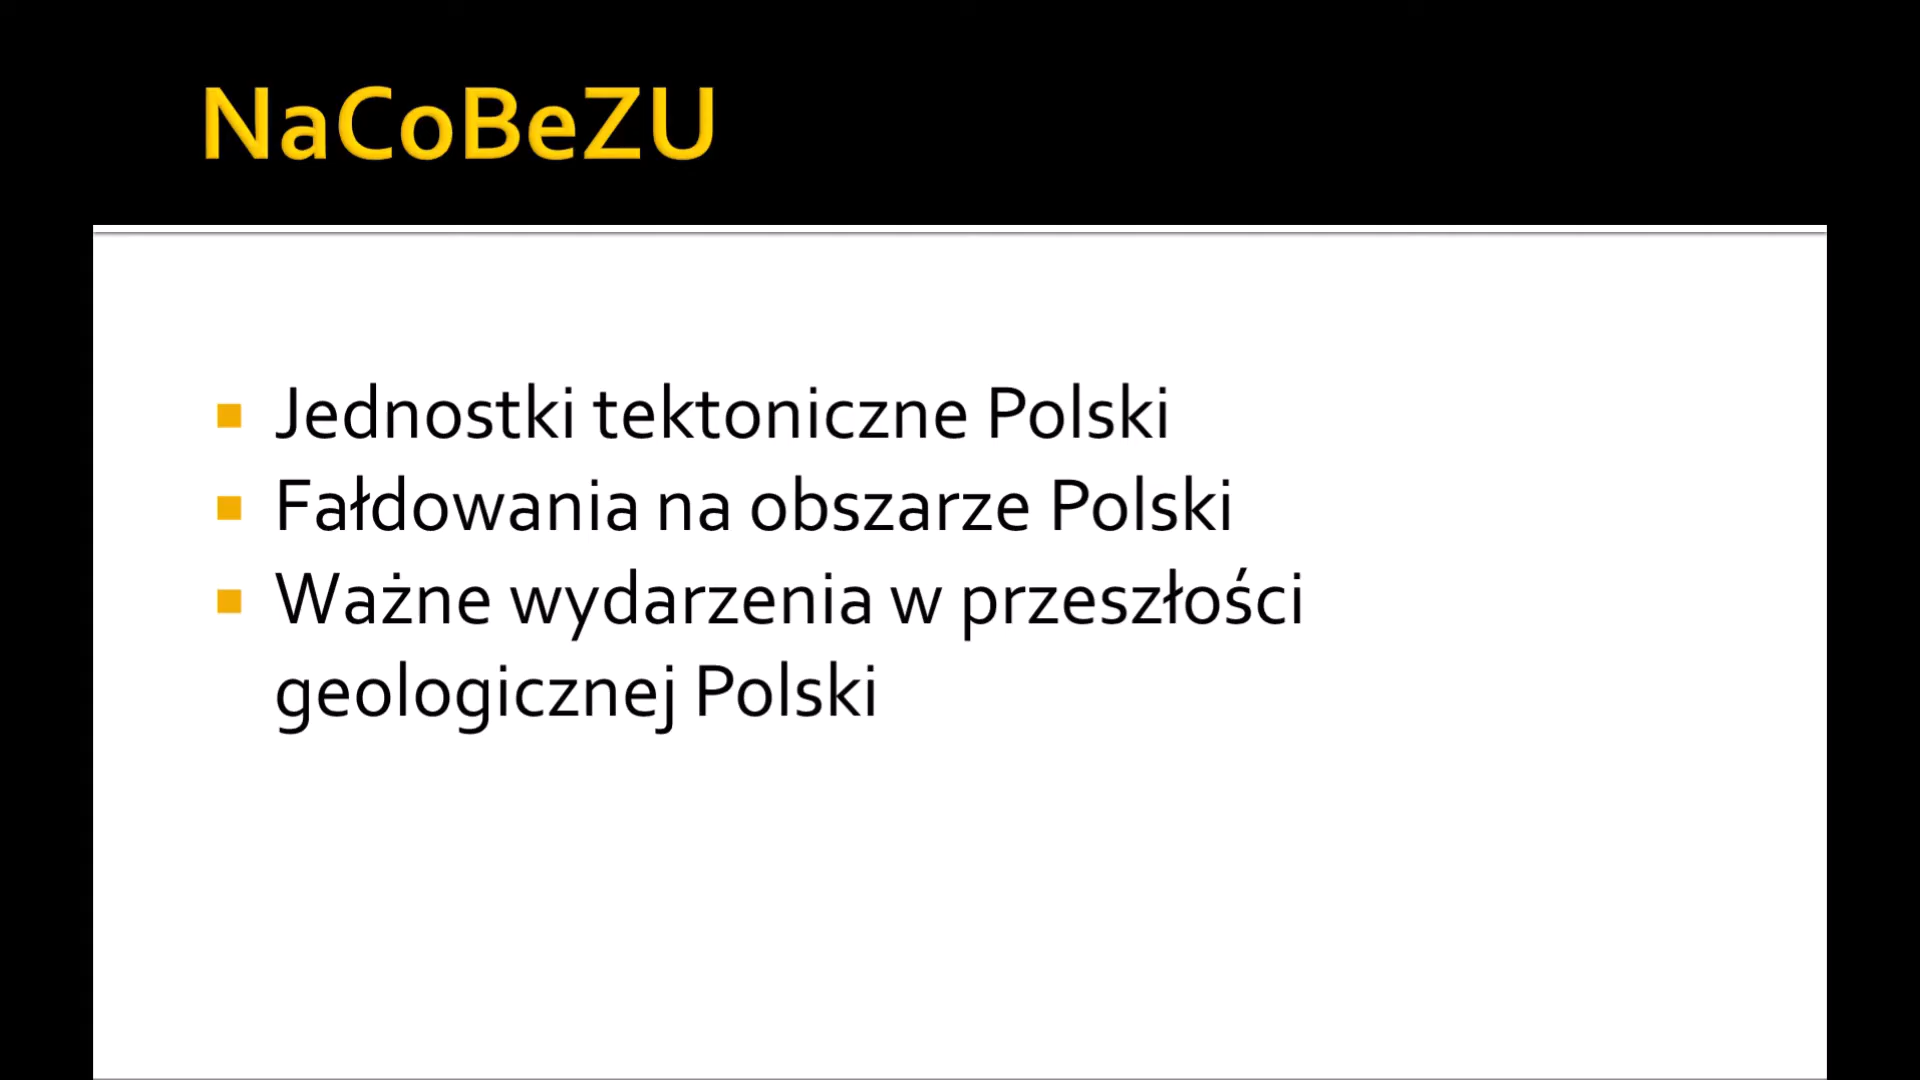 NaCoBeZU
Jednostki tektoniczne Polski
Fałdowania na obszarze Polski
Ważne wydarzenia w przeszłości
geologicznej Polski